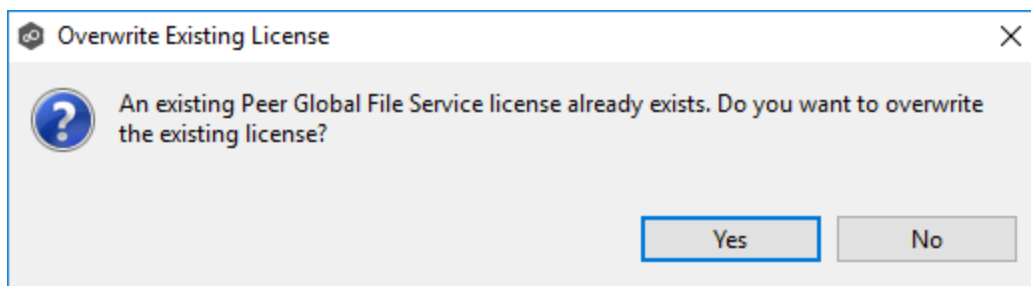 Overwrite Existing License
An existing Peer Global File Service license already exists. Do you want to overwrite
the existing license?
Yes
No